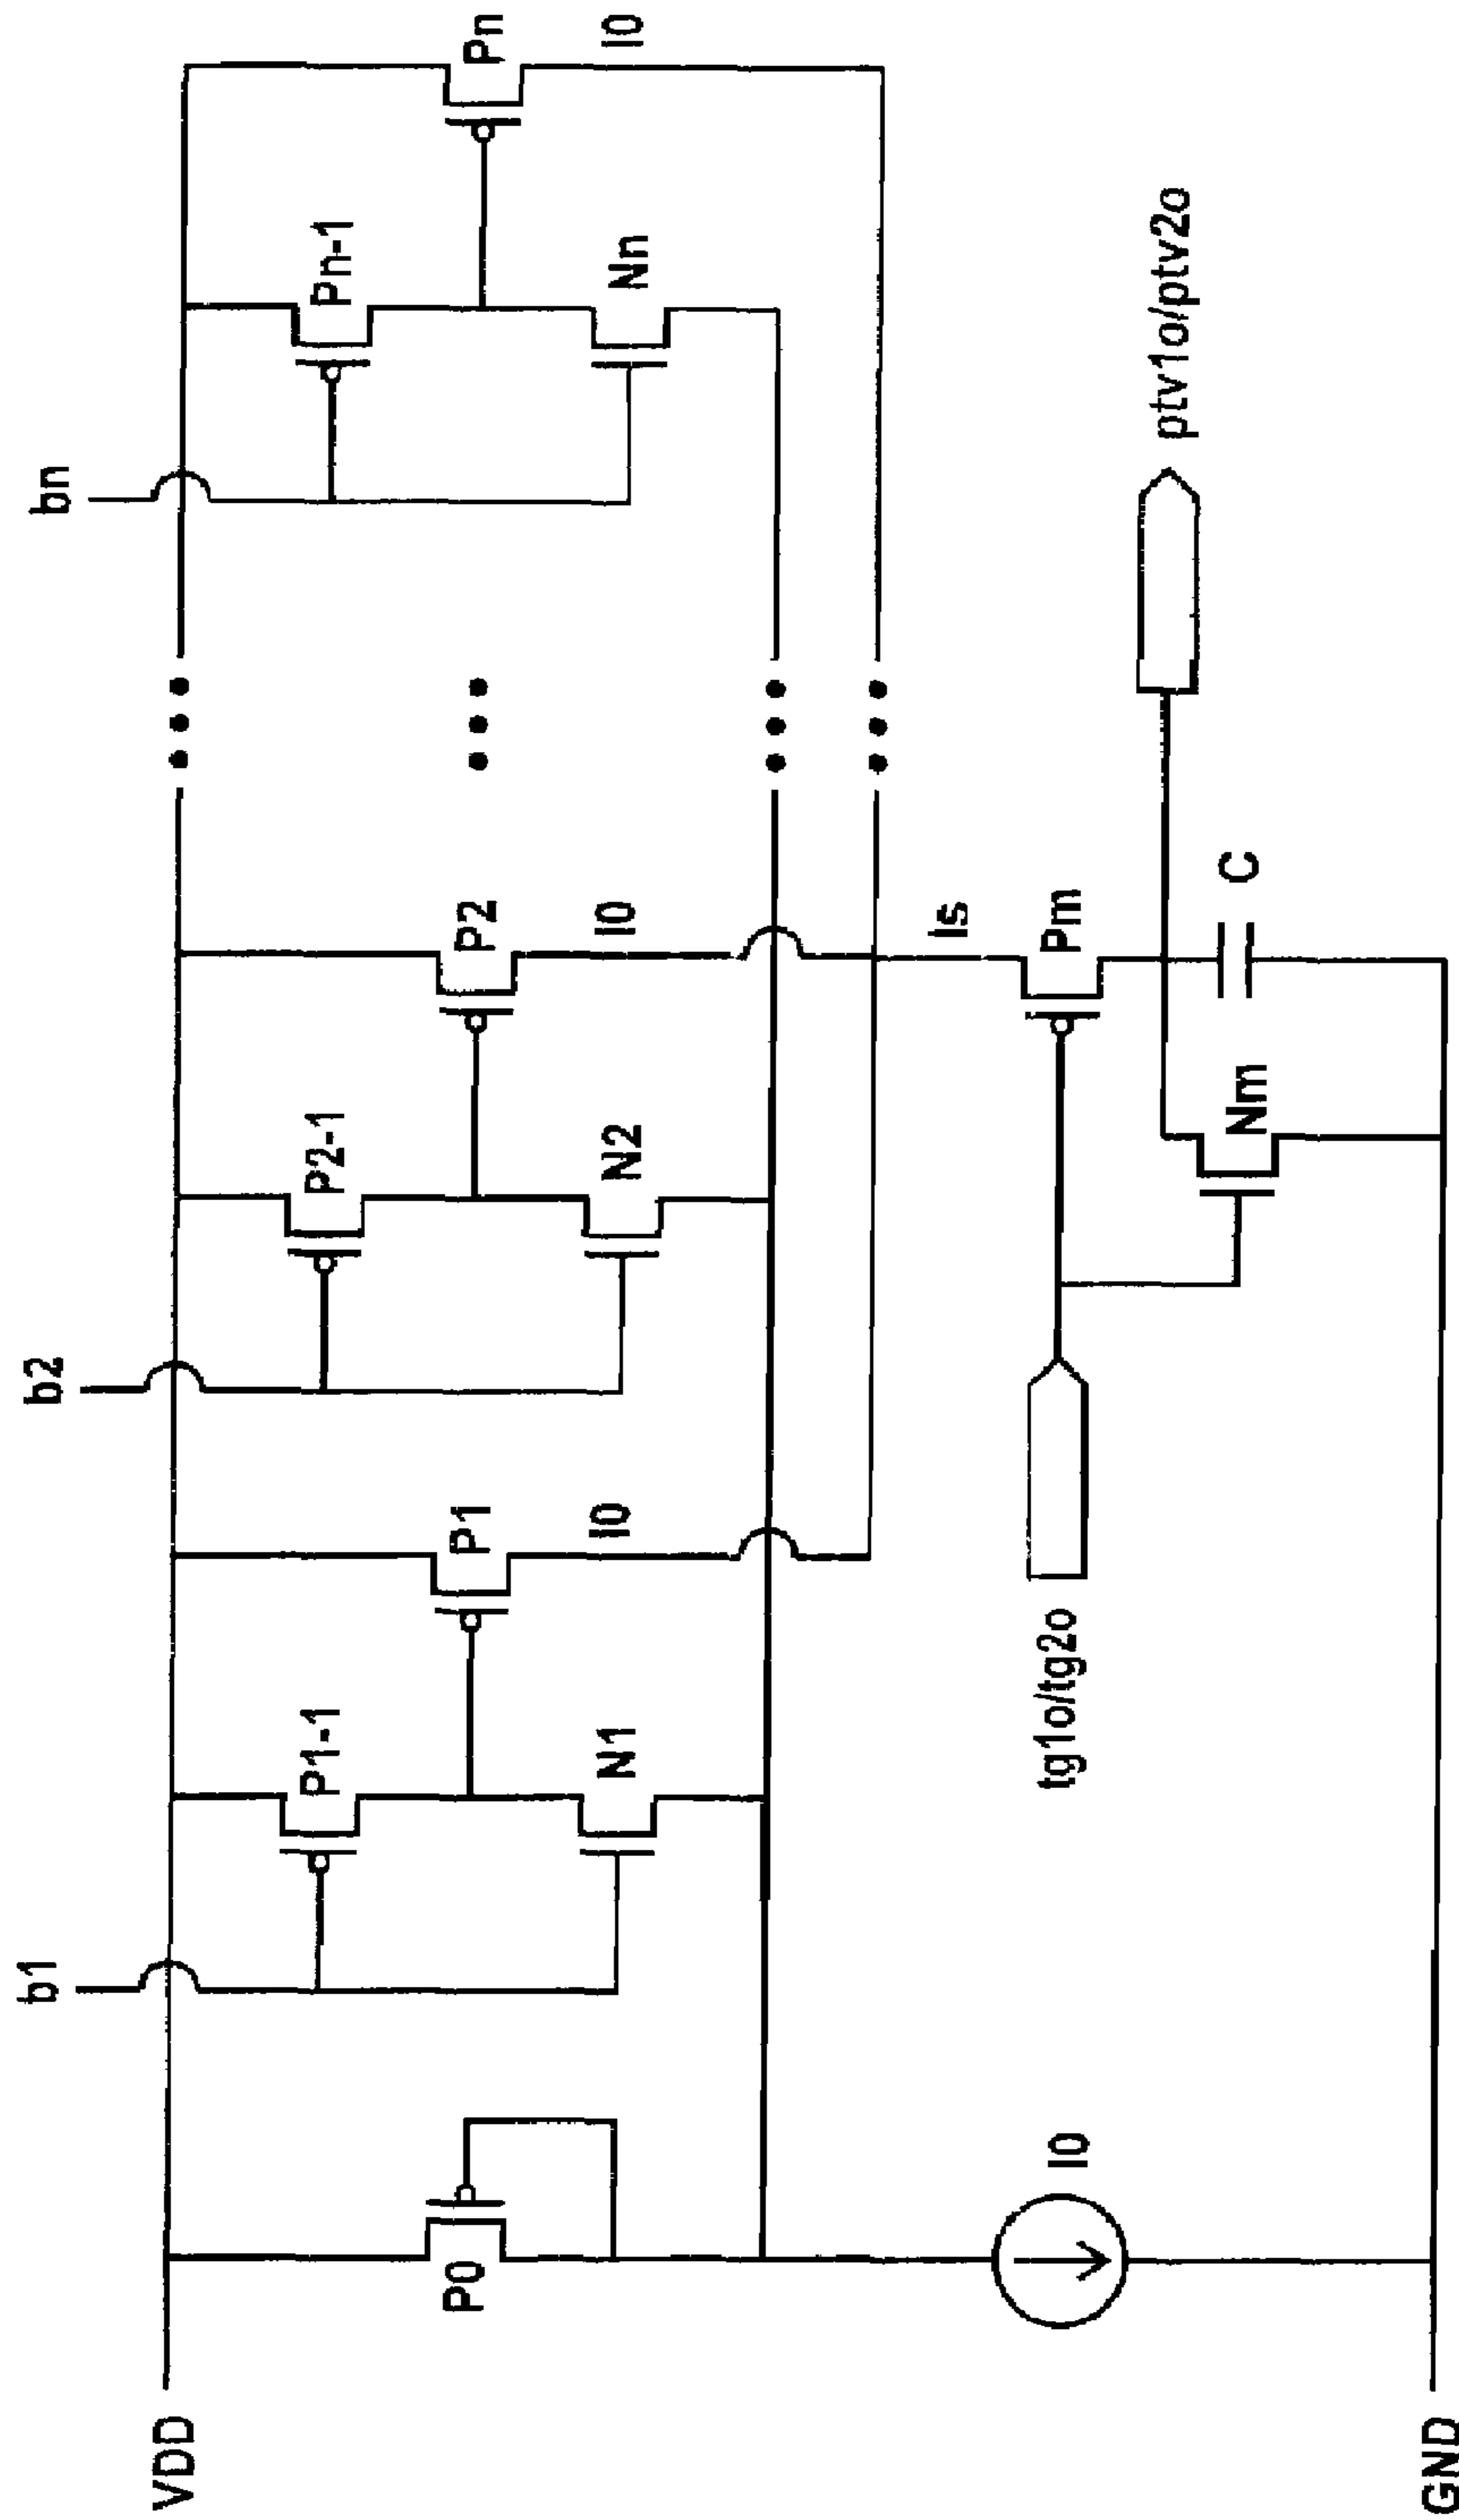 VDD
P0
I0
GND
b1
P1-1
N1
P1
I0
b2
P2-1
N2
P2
I0
bn
Pn-1
Nn
Pn
I0
Is
Pm
tg1o/tg2o
Nm
C
ptv1o/ptv2o